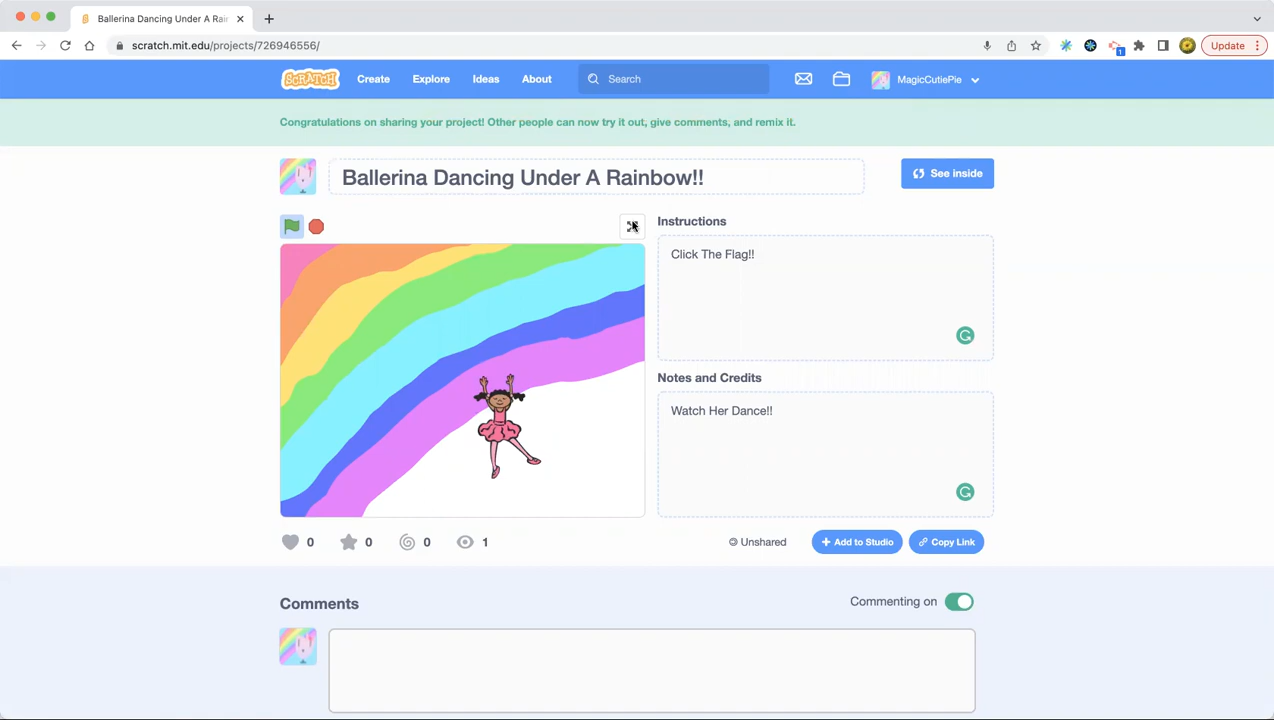 Ballerina Dancing Under A Rai
scratch.mit.edu/projects/726946556/
1
Update
SCRATCH
Create
Explore
Ideas
About
Search
MagicCutiePie
Congratulations on sharing your project! Other people can now try it out, give comments, and remix it.
Ballerina Dancing Under A Rainbow!!
See inside
Instructions
Click The Flag!!
Notes and Credits
Watch Her Dance!!
0
0
0
1
Unshared
Add to Studio
Copy Link
Comments
Commenting on